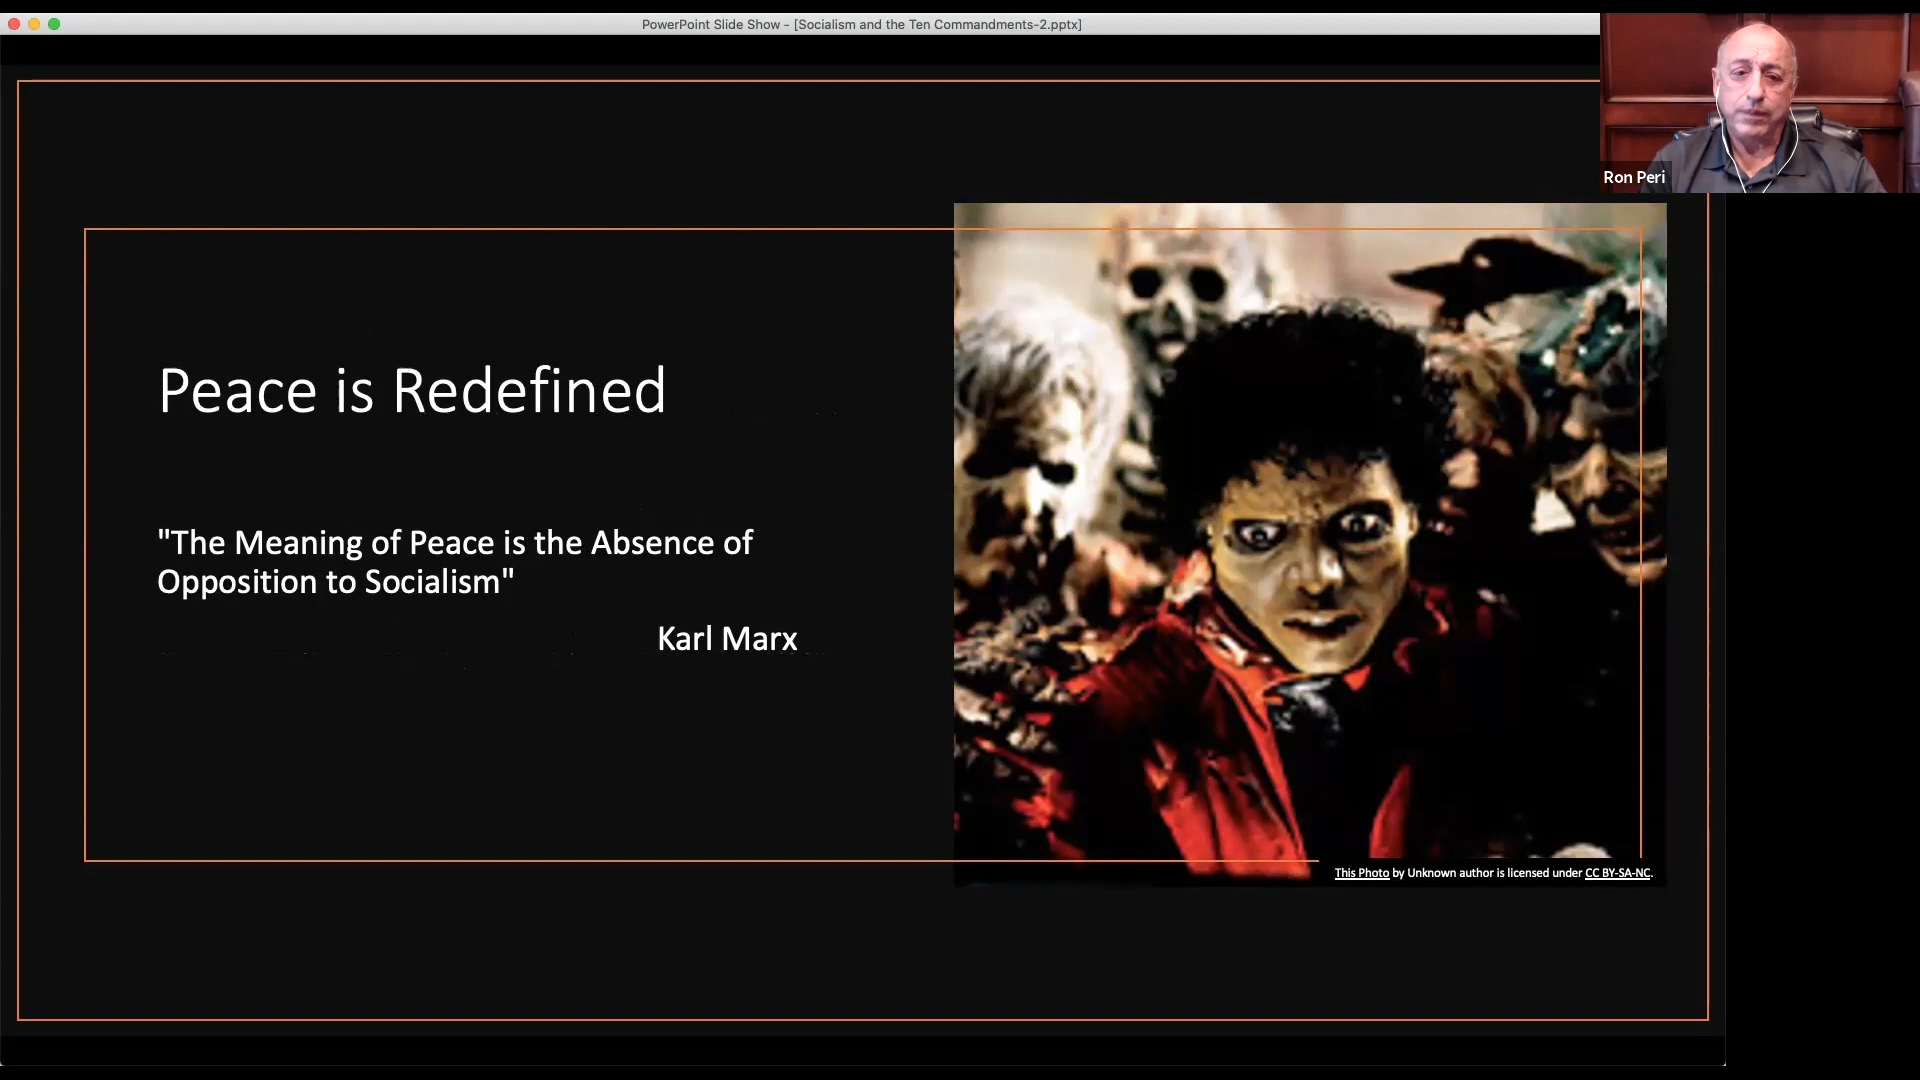 PowerPoint Slide Show - [Socialism and the Ten Commandments-2.pptx]
Ron Peri
Peace is Redefined
"The Meaning of Peace is the Absence of
Opposition to Socialism"
Karl Marx
This Photo by Unknown author is licensed under CC BY-SA-NC.